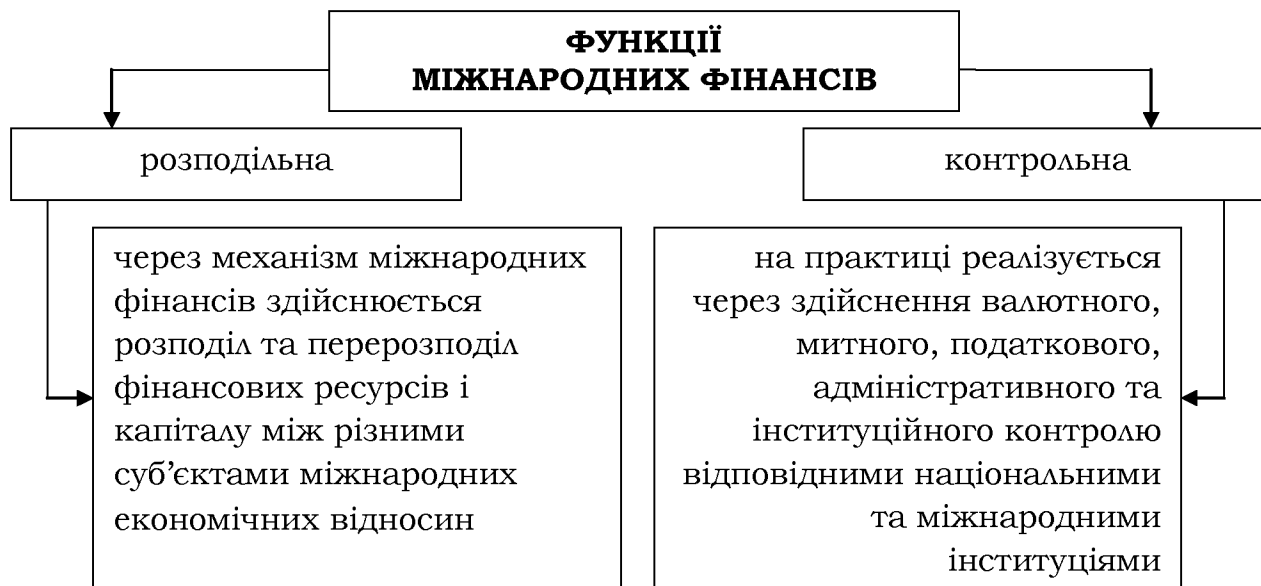 ФУНКЦІЇ
МІЖНАРОДНИХ ФІНАНСІВ
розподільна
контрольна
через механізм міжнародних
фінансів здійснюється
розподіл та перерозподіл
фінансових ресурсів і
капіталу між різними
суб’єктами міжнародних
економічних відносин
на практиці реалізується
через здійснення валютного,
митного, податкового,
адміністративного та
інституційного контролю
відповідними національними
та міжнародними
інституціями